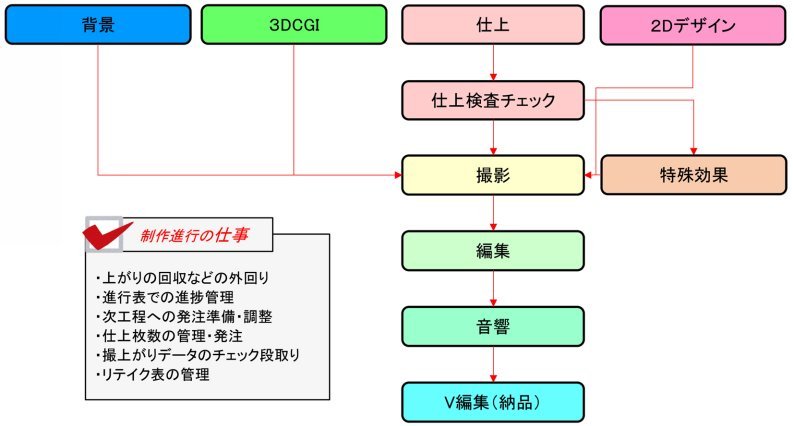 背景
3DCGI
仕上
2Dデザイン
仕上検査チェック
撮影
特殊効果
制作進行の仕事
・上がりの回収などの外回り
・進行表での進捗管理
・次工程への発注準備・調整
・仕上枚数の管理・発注
・撮上がりデータのチェック段取り
・リテイク表の管理
編集
音響
V編集（納品）